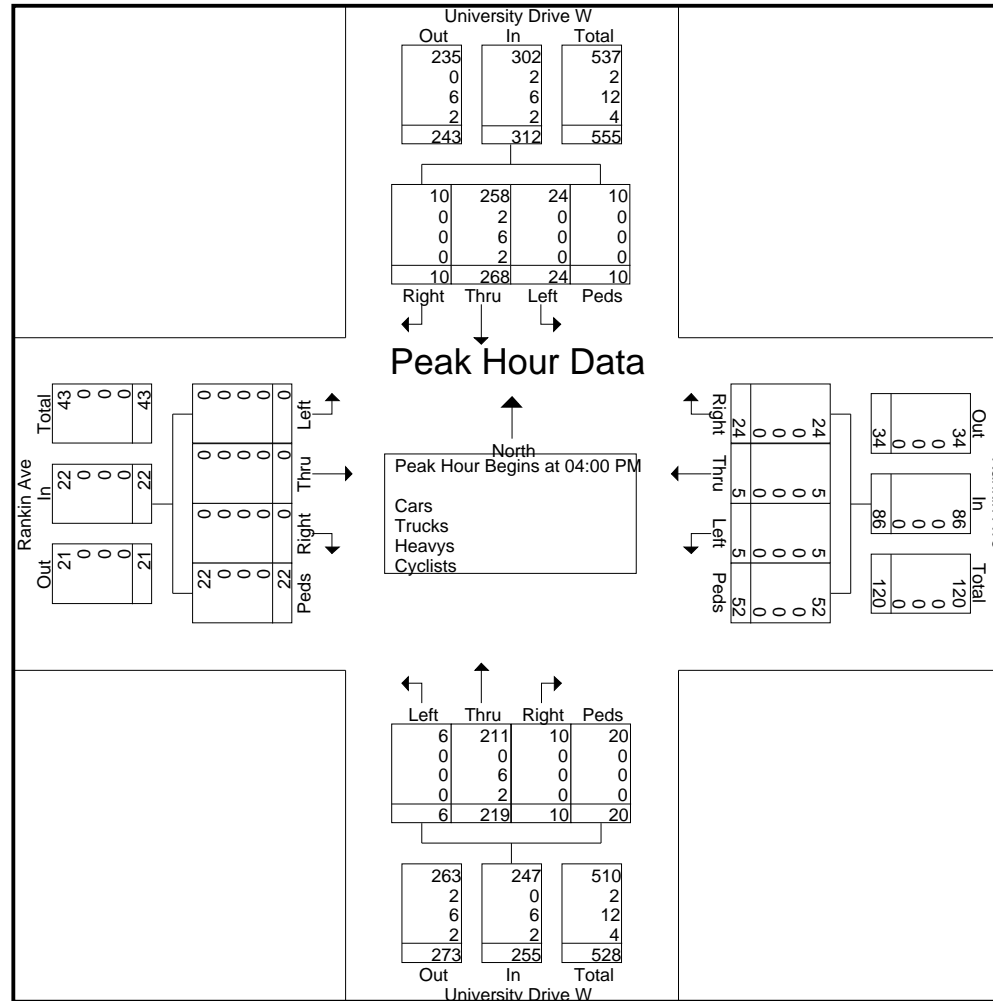 University Drive W
Out In Total
235 302 537
0 2 2
6 6 12
2 2 4
243 312 555
10 258 24 10
0 2 0 0
0 6 0 0
0 2 0 0
10 268 24 10
Right Thru Left Peds
Peak Hour Data
North
Peak Hour Begins at 04:00 PM
Cars
Trucks
Heavys
Cyclists
Rankin Ave
Out In Total
21 22 43
0 0 0
0 0 0
0 0 0
21 22 43
22 0 0 0
0 0 0 0
0 0 0 0
0 0 0 0
22 0 0 0
Peds Right Thru Left
Out In Total
34 86 120
0 0 0
0 0 0
0 0 0
34 86 120
24 5 5 52
0 0 0 0
0 0 0 0
0 0 0 0
24 5 5 52
Right Thru Left Peds
Left Thru Right Peds
6 211 10 20
0 0 0 0
0 6 0 0
0 2 0 0
6 219 10 20
263 247 510
2 0 2
6 6 12
2 2 4
273 255 528
Out In Total
University Drive W